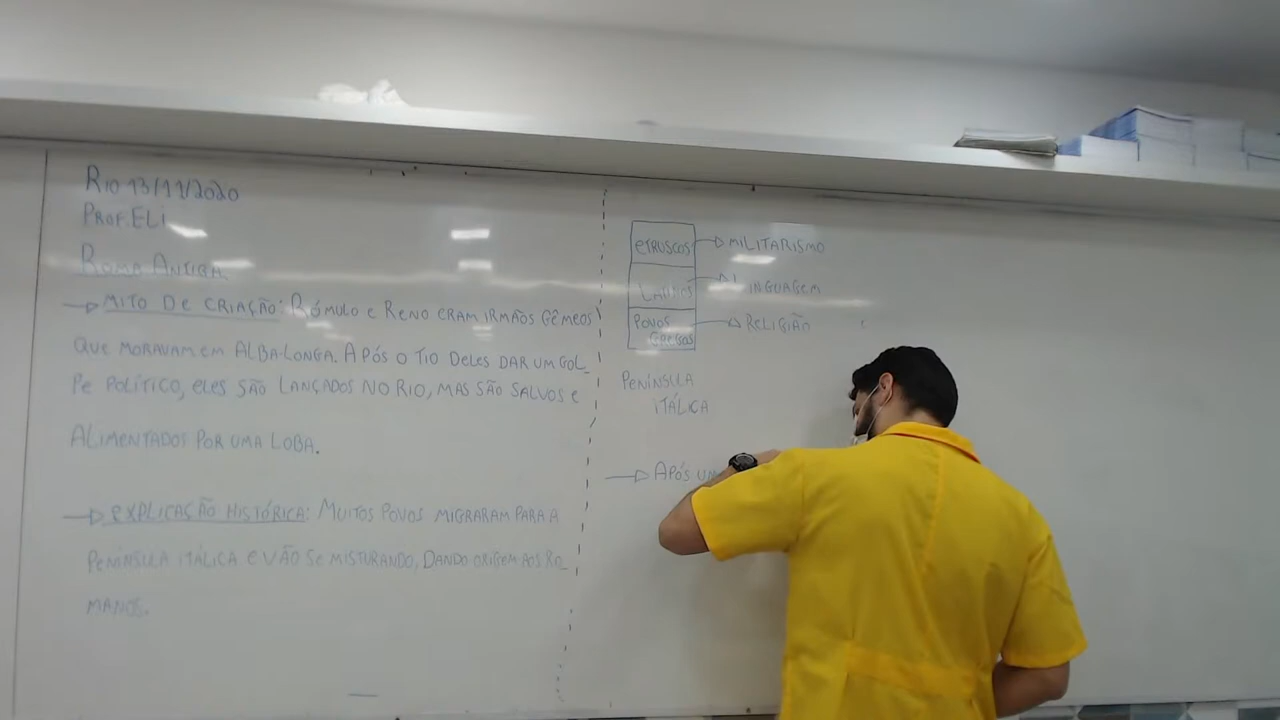 Rio 13/11/2020
Prof. Eli
Roma Antiga
→ Mito de criação: Rômulo e Remo eram irmãos gêmeos
que moravam em Alba-Longa. Após o tio deles dar um gol_
pe político, eles são lançados no rio, mas são salvos e
alimentados por uma loba.
→ Explicação histórica: Muitos povos migraram para a
Península Itálica e vão se misturando, dando origem aos ro_
manos.
Etruscos → Militarismo
Latinos → Linguagem
Povos → Religião
Gregos
Península
Itálica
→ Após